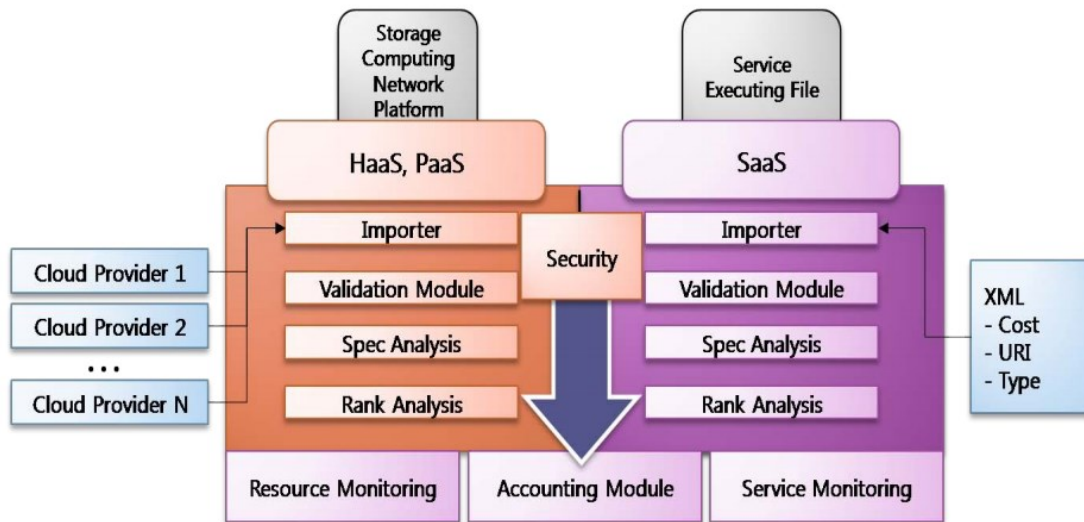 Storage
Computing
Network
Platform
Service
Executing File
HaaS, PaaS
SaaS
Importer
Validation Module
Spec Analysis
Rank Analysis
Security
Importer
Validation Module
Spec Analysis
Rank Analysis
Cloud Provider 1
Cloud Provider 2
...
Cloud Provider N
XML
- Cost
- URI
- Type
Resource Monitoring
Accounting Module
Service Monitoring